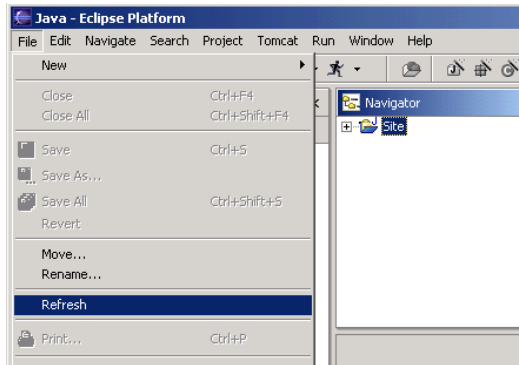 Java - Eclipse Platform
File Edit Navigate Search Project Tomcat Run Window Help
New
Close Ctrl+F4
Close All Ctrl+Shift+F4
Save Ctrl+S
Save As...
Save All Ctrl+Shift+S
Revert
Move...
Rename...
Refresh
Print... Ctrl+P
Navigator
Site